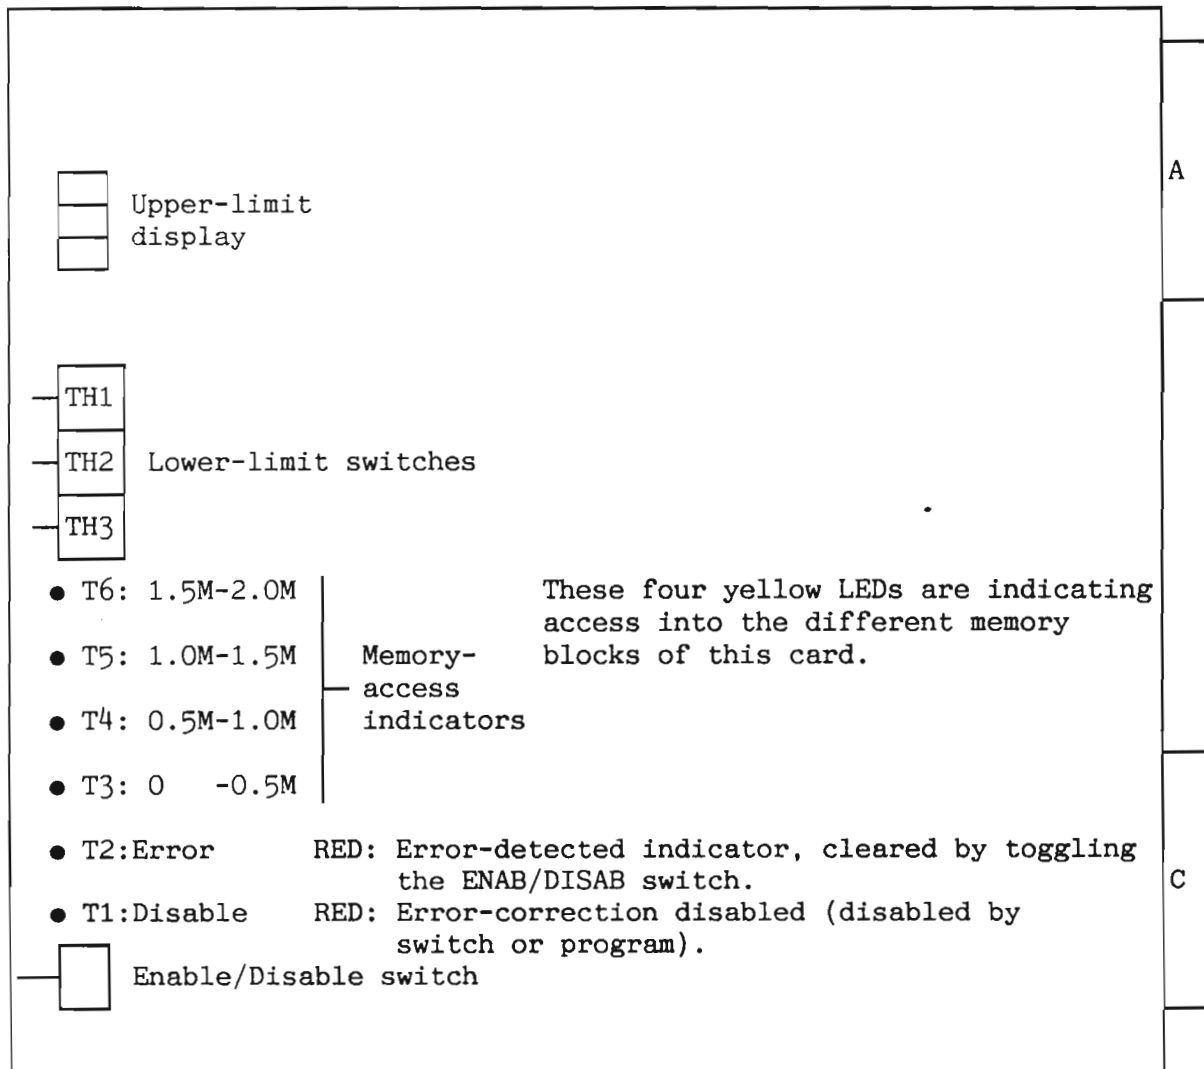 A
Upper-limit
display
TH1
TH2 Lower-limit switches
TH3
T6: 1.5M-2.0M
T5: 1.0M-1.5M
T4: 0.5M-1.0M
T3: 0 -0.5M
Memory-
access
indicators
These four yellow LEDs are indicating
access into the different memory
blocks of this card.
T2:Error RED: Error-detected indicator, cleared by toggling
the ENAB/DISAB switch.
C
T1:Disable RED: Error-correction disabled (disabled by
switch or program).
Enable/Disable switch